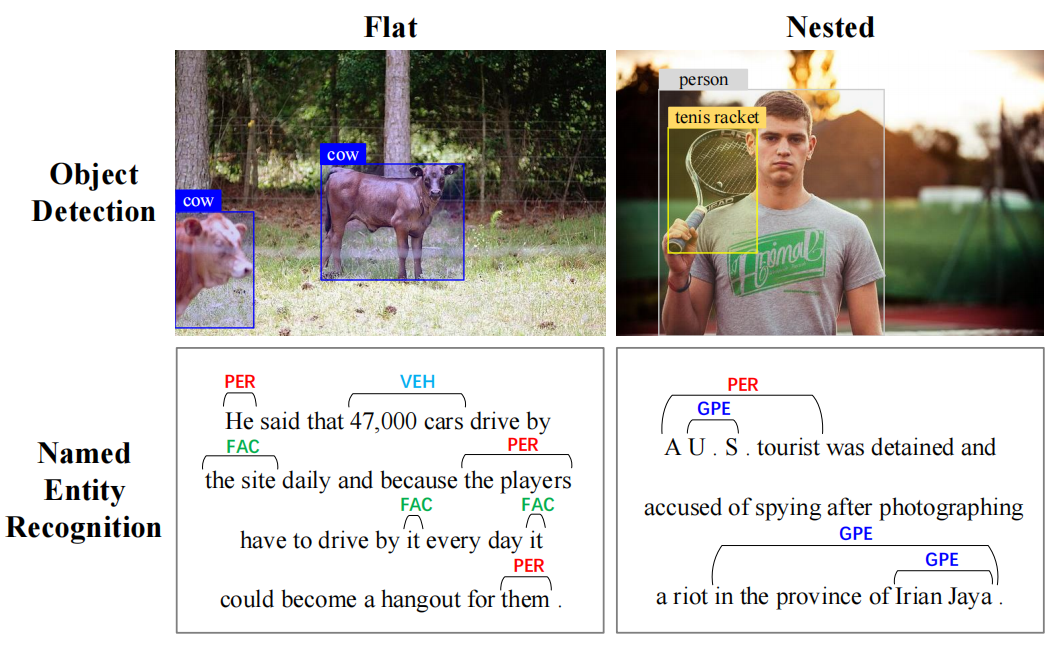 Flat
Nested
Object
Detection
cow
cow
person
tenis racket
Named
Entity
Recognition
PER
VEH
He said that 47,000 cars drive by
FAC
PER
the site daily and because the players
FAC
FAC
have to drive by it every day it
PER
could become a hangout for them .
PER
GPE
A U . S . tourist was detained and
accused of spying after photographing
GPE
GPE
a riot in the province of Irian Jaya .